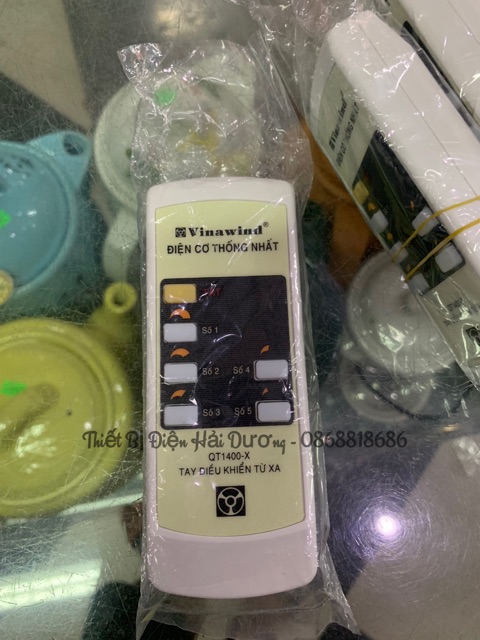 Vinawind®
ĐIỆN CƠ THỐNG NHẤT
Số 1
Số 2 Số 4
Số 3 Số 5
Thiết Bị Điện Hải Dương - 0868818686
QT1400-X
TAY ĐIỀU KHIỂN TỪ XA
Vinawind